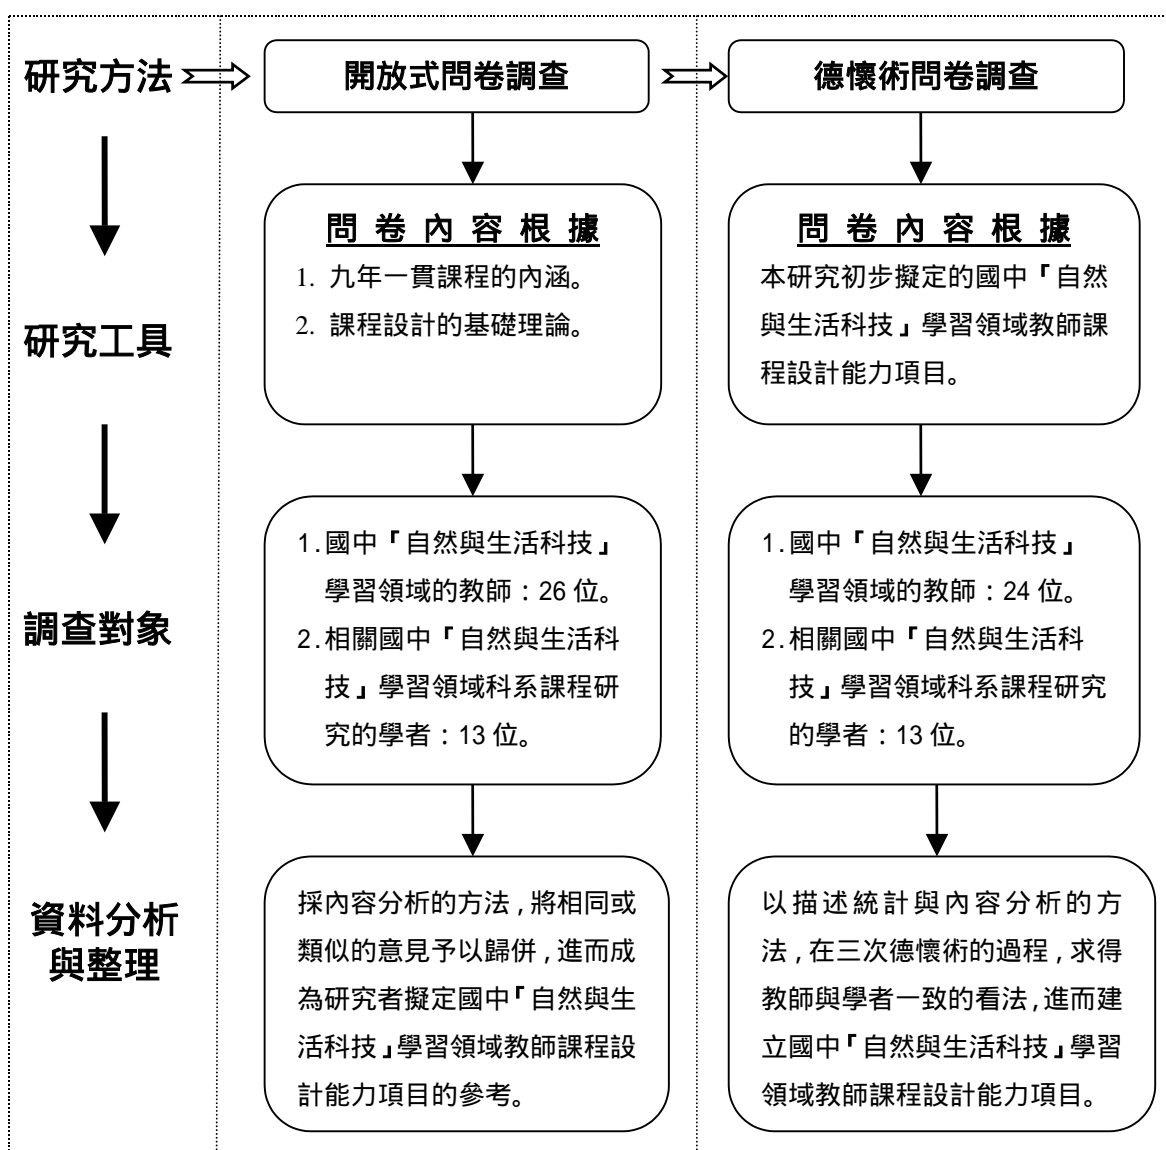 研究方法
開放式問卷調查
德懷術問卷調查
研究工具
問卷內容根據
1. 九年一貫課程的內涵。
2. 課程設計的基礎理論。
問卷內容根據
本研究初步擬定的國中『自然
與生活科技』學習領域教師課
程設計能力項目。
調查對象
1.國中『自然與生活科技』
學習領域的教師：26 位。
2.相關國中『自然與生活科
技』學習領域科系課程研
究的學者：13 位。
1.國中『自然與生活科技』
學習領域的教師：24 位。
2.相關國中『自然與生活科
技』學習領域科系課程研究
的學者：13 位。
資料分析
與整理
採內容分析的方法，將相同或
類似的意見予以歸併，進而成
為研究者擬定國中『自然與生
活科技』學習領域教師課程設
計能力項目的參考。
以描述統計與內容分析的方
法，在三次德懷術的過程，求得
教師與學者一致的看法，進而建
立國中『自然與生活科技』學習
領域教師課程設計能力項目。